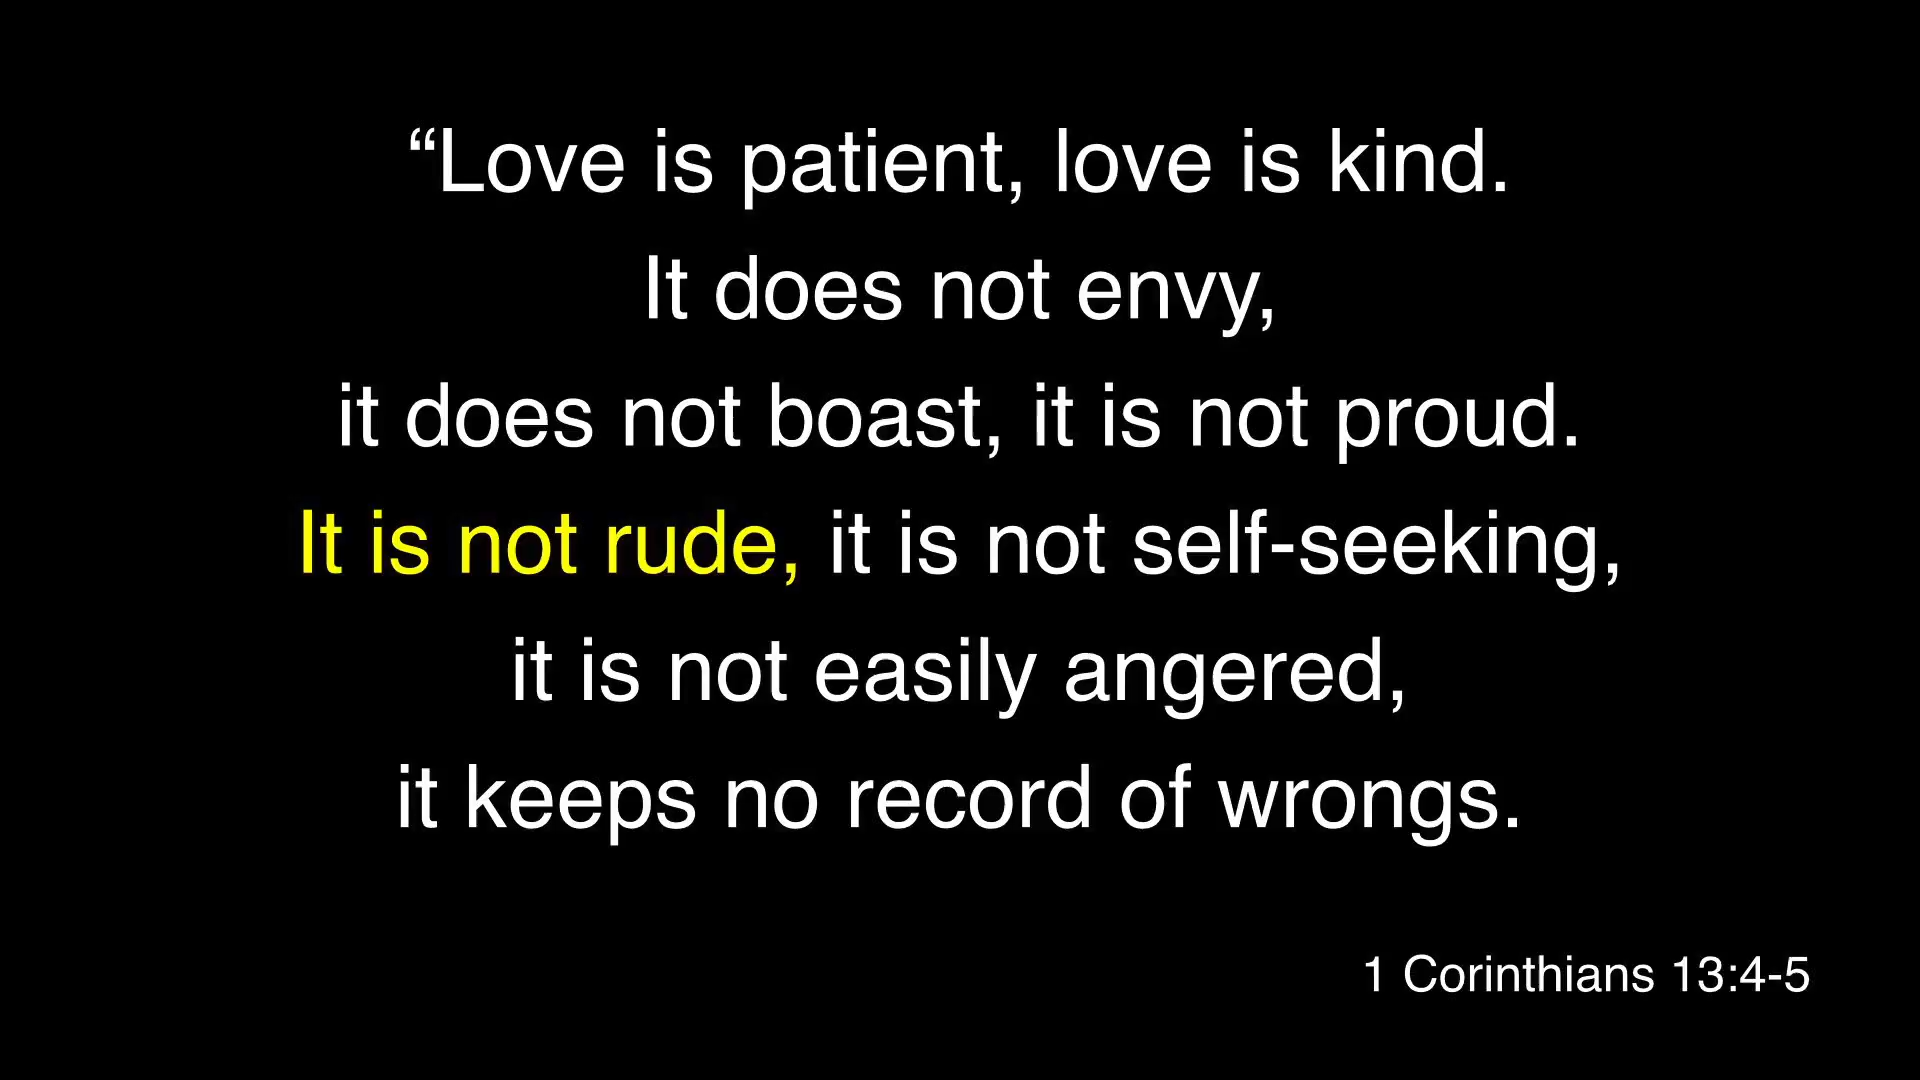 “Love is patient, love is kind.
It does not envy,
it does not boast, it is not proud.
It is not rude, it is not self-seeking,
it is not easily angered,
it keeps no record of wrongs.
1 Corinthians 13:4-5